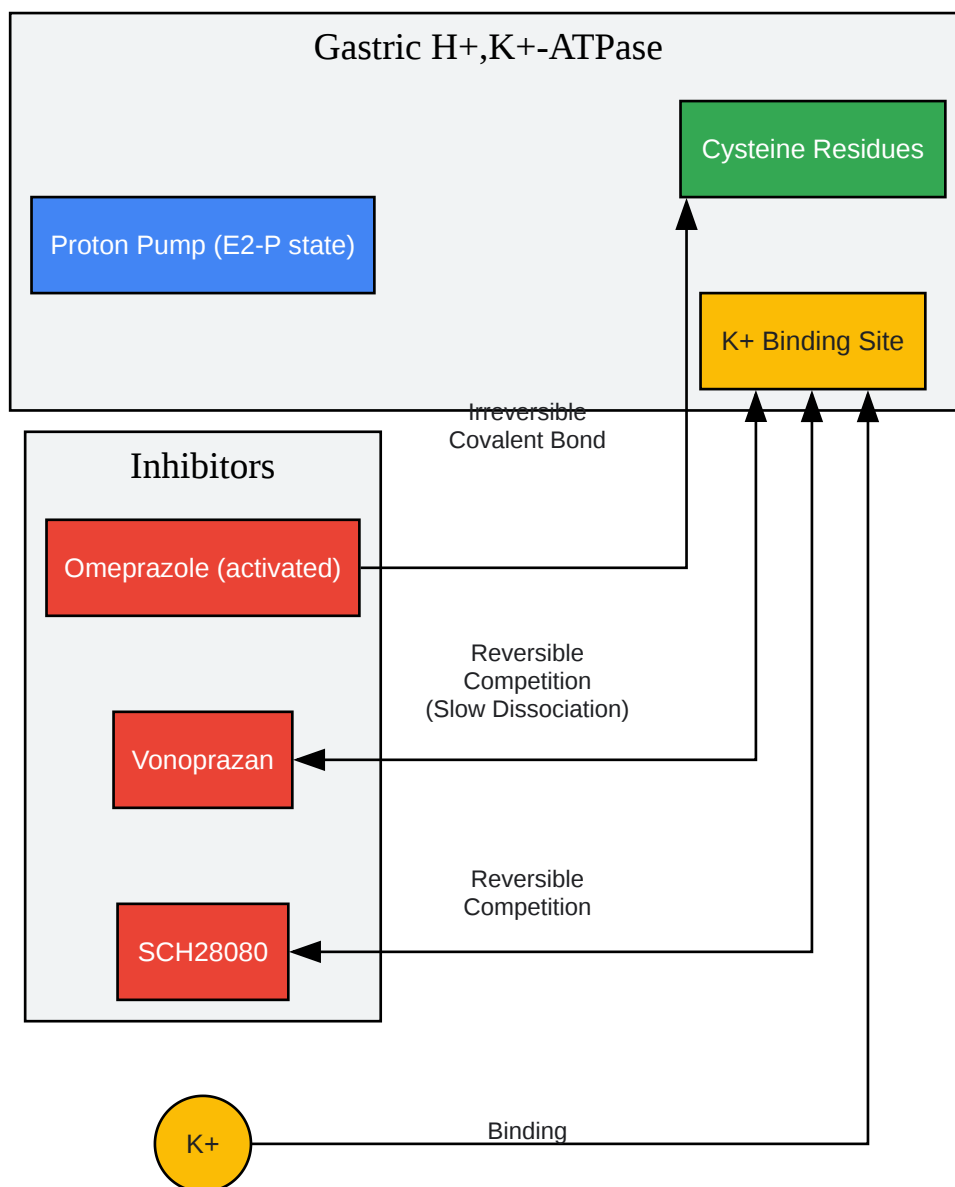 Gastric H+,K+-ATPase
Cysteine Residues
Proton Pump (E2-P state)
K+ Binding Site
Irreversible
Covalent Bond
Inhibitors
Omeprazole (activated)
Reversible
Competition
(Slow Dissociation)
Vonoprazan
Reversible
Competition
SCH28080
K+
Binding